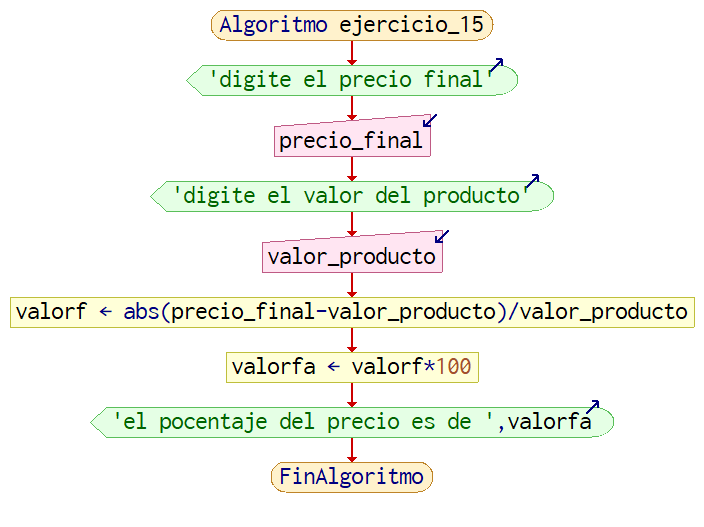 Algoritmo ejercicio_15
'digite el precio final'
precio_final
'digite el valor del producto'
valor_producto
valorf ← abs(precio_final-valor_producto)/valor_producto
valorfa ← valorf*100
'el pocentaje del precio es de ',valorfa
FinAlgoritmo